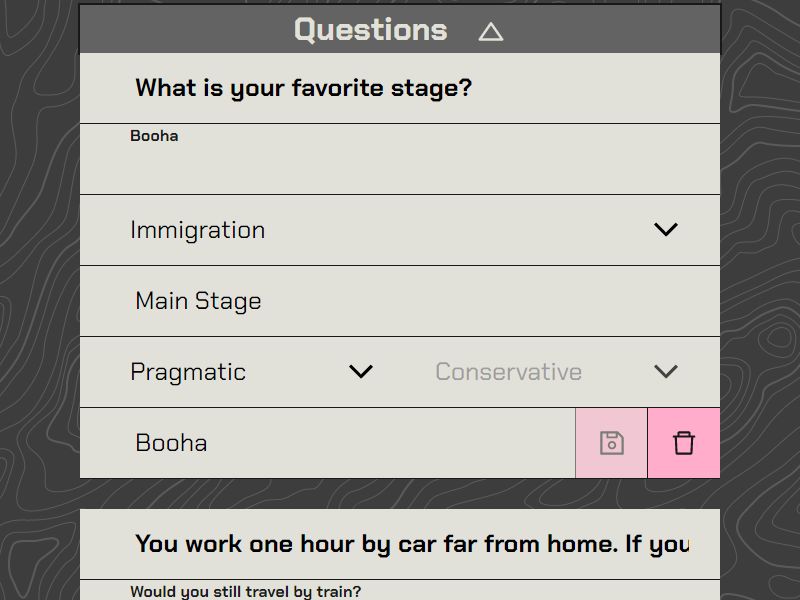 Questions
What is your favorite stage?
Booha
Immigration
Main Stage
Pragmatic
Conservative
Booha
You work one hour by car far from home. If you
Would you still travel by train?